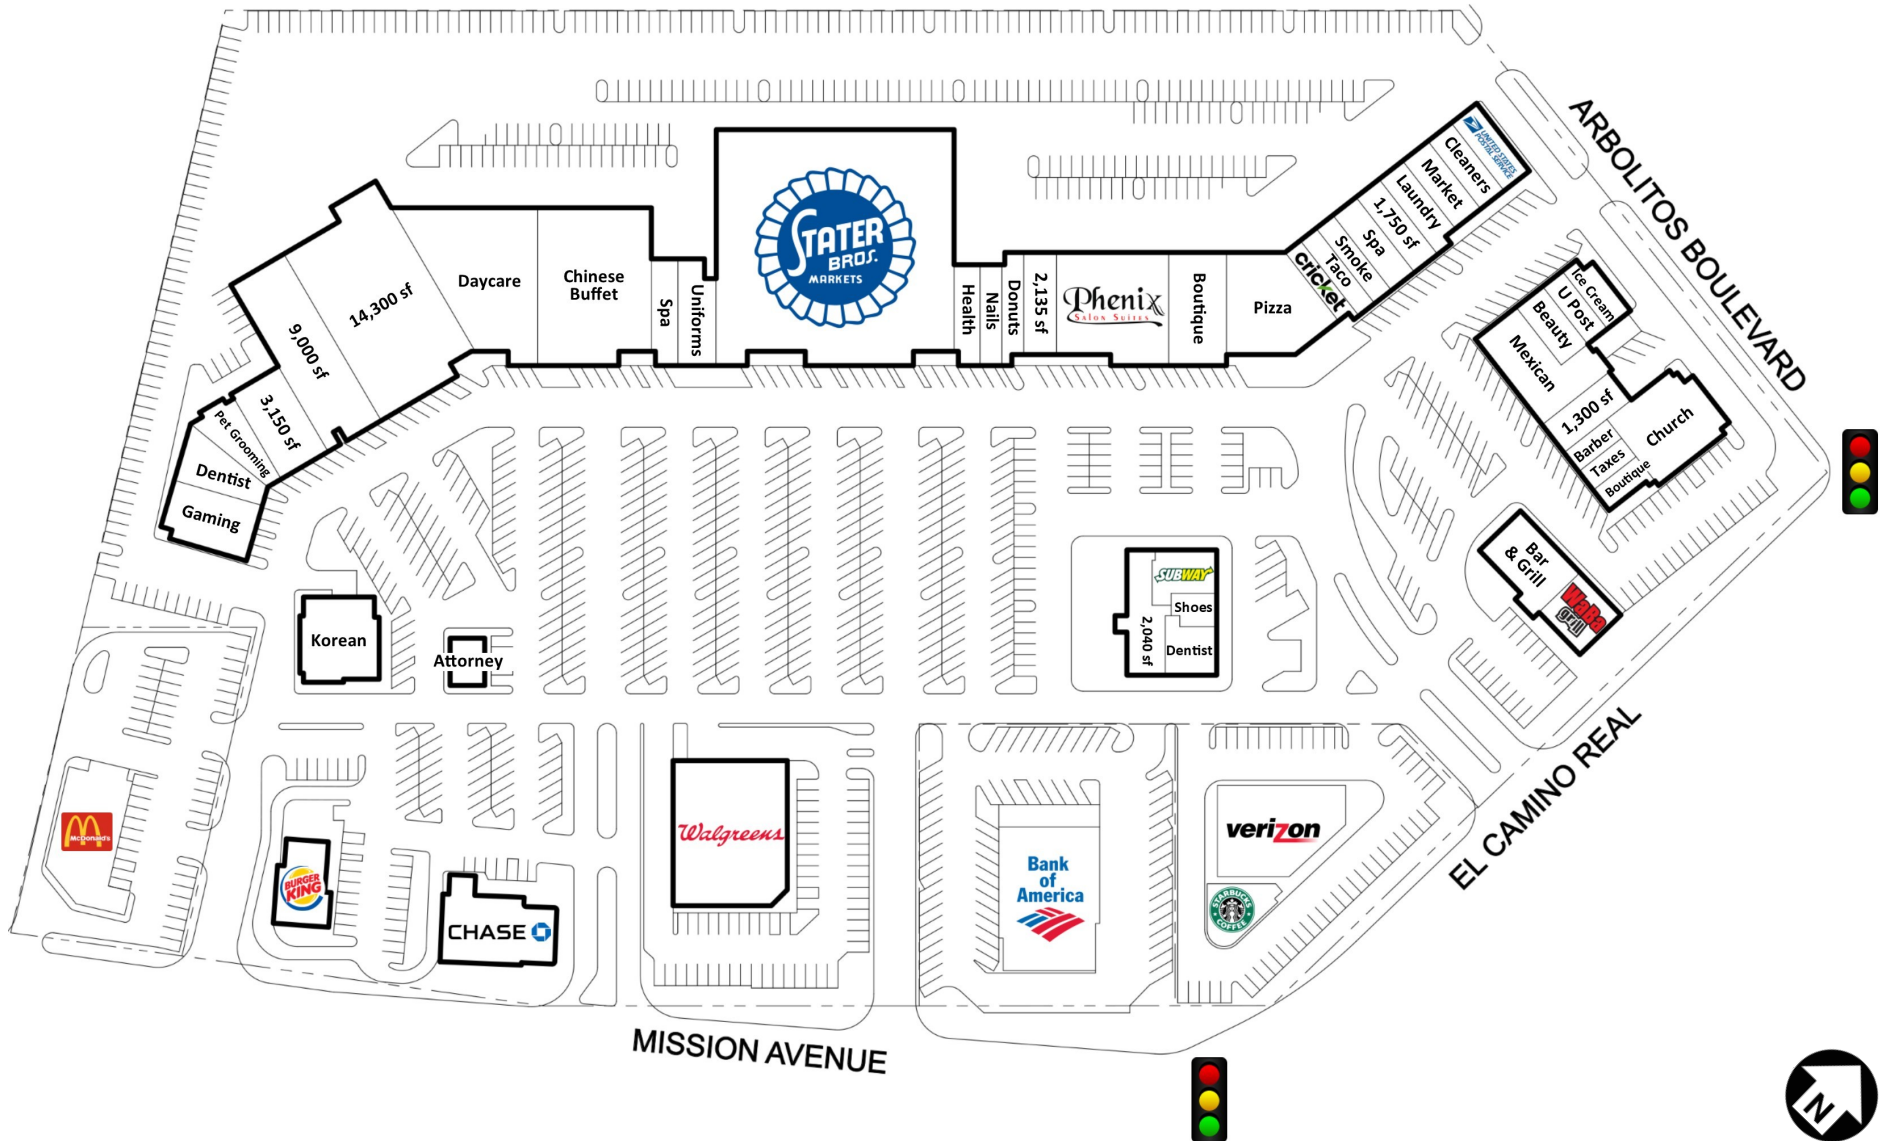 ARBOLITOS BOULEVARD
UNITED STATES
POSTAL SERVICE
Cleaners
Market
Laundry
1,750 sf
Spa
Smoke
Taco
cricket
STATER
BROS.
MARKETS
14,300 sf
Daycare
Chinese
Buffet
Spa
Uniforms
Health
Nails
Donuts
2,135 sf
Phenix
SALON SUITES
Boutique
Pizza
9,000 sf
3,150 sf
Pet Grooming
Dentist
Gaming
Ice Cream
U Post
Beauty
Mexican
1,300 sf
Barber
Taxes
Boutique
Church
Bar
& Grill
WaBa
grill
SUBWAY
Shoes
2,040 sf
Dentist
Korean
Attorney
EL CAMINO REAL
McDonald's
BURGER
KING
CHASE
Walgreens
Bank
of
America
verizon
STARBUCKS
COFFEE
MISSION AVENUE
N